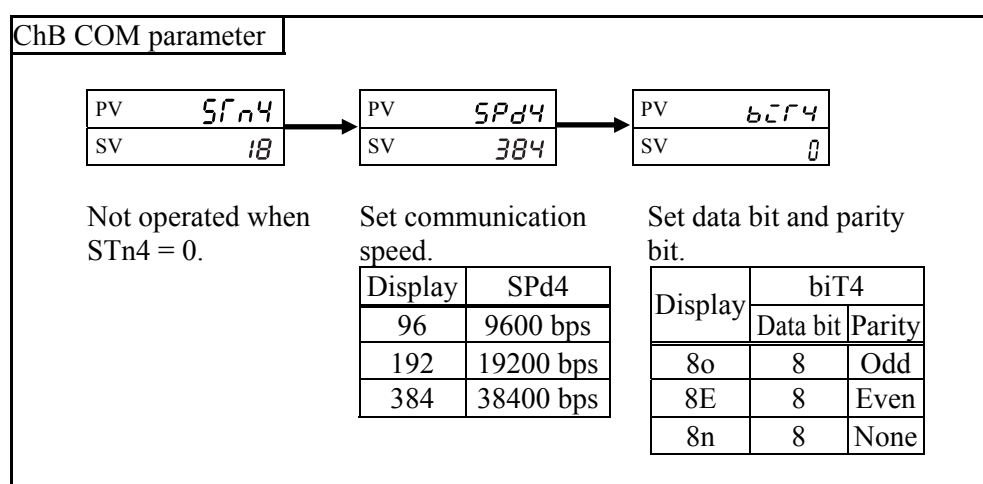 ChB COM parameter
PV STn4 PV SPd4 PV biT4
SV 18 SV 384 SV 0
Not operated when
STn4 = 0.
Set communication
speed.
Display SPd4
96 9600 bps
192 19200 bps
384 38400 bps
Set data bit and parity
bit.
Display biT4
Data bit Parity
8o 8 Odd
8E 8 Even
8n 8 None